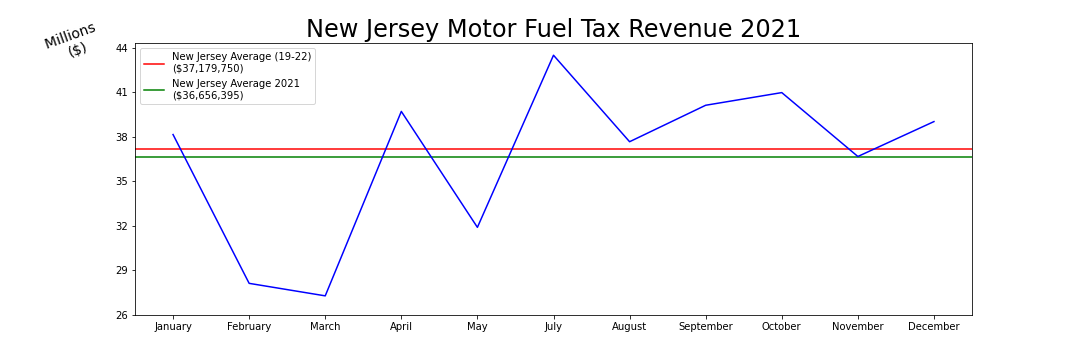 New Jersey Motor Fuel Tax Revenue 2021
Millions
($)
New Jersey Average (19-22)
($37,179,750)
New Jersey Average 2021
($36,656,395)
44
41
38
35
32
29
26
January February March April May July August September October November December